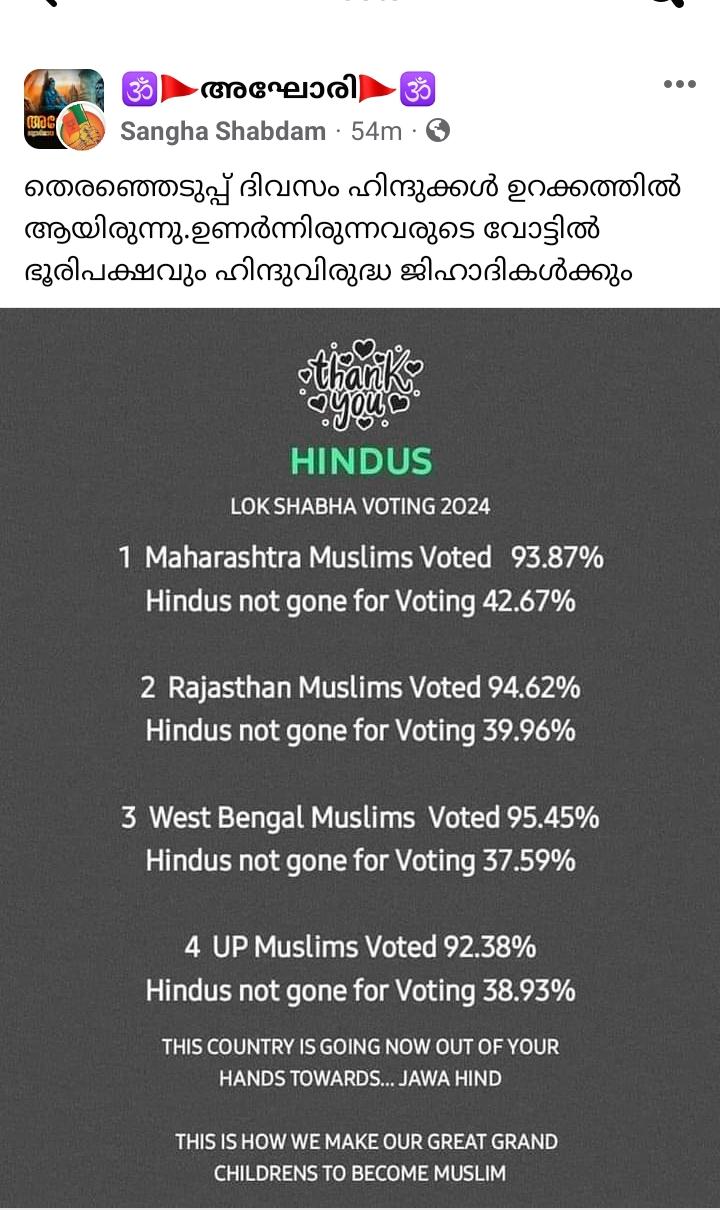 🕉🚩അഘോരി🚩🕉
Sangha Shabdam · 54m ·
തെരഞ്ഞെടുപ്പ് ദിവസം ഹിന്ദുക്കൾ ഉറക്കത്തിൽ
ആയിരുന്നു.ഉണർന്നിരുന്നവരുടെ വോട്ടിൽ
ഭൂരിപക്ഷവും ഹിന്ദുവിരുദ്ധ ജിഹാദികൾക്കും
thank
you
HINDUS
LOK SHABHA VOTING 2024
1 Maharashtra Muslims Voted 93.87%
Hindus not gone for Voting 42.67%
2 Rajasthan Muslims Voted 94.62%
Hindus not gone for Voting 39.96%
3 West Bengal Muslims Voted 95.45%
Hindus not gone for Voting 37.59%
4 UP Muslims Voted 92.38%
Hindus not gone for Voting 38.93%
THIS COUNTRY IS GOING NOW OUT OF YOUR
HANDS TOWARDS... JAWA HIND
THIS IS HOW WE MAKE OUR GREAT GRAND
CHILDRENS TO BECOME MUSLIM